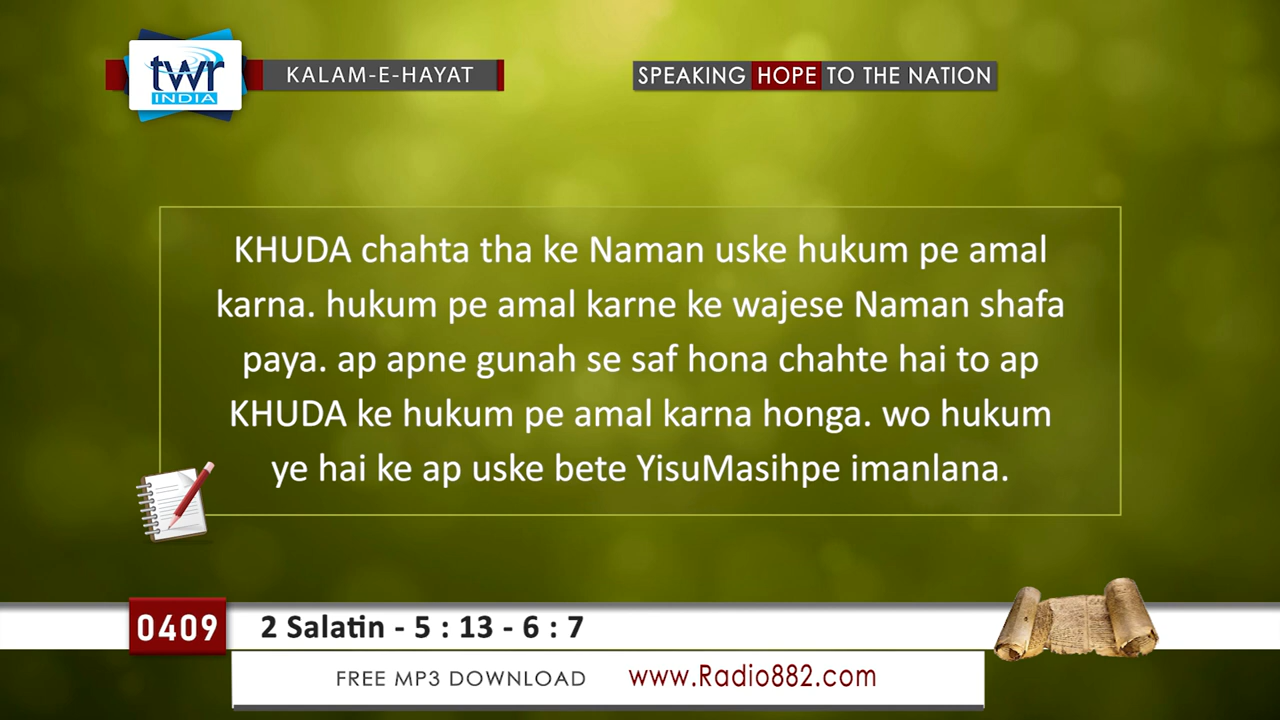 twr
INDIA
KALAM-E-HAYAT
SPEAKING HOPE TO THE NATION
KHUDA chahta tha ke Naman uske hukum pe amal
karna. hukum pe amal karne ke wajese Naman shafa
paya. ap apne gunah se saf hona chahte hai to ap
KHUDA ke hukum pe amal karna honga. wo hukum
ye hai ke ap uske bete YisuMasihpe imanlana.
0409
2 Salatin - 5 : 13 - 6 : 7
FREE MP3 DOWNLOAD www.Radio882.com